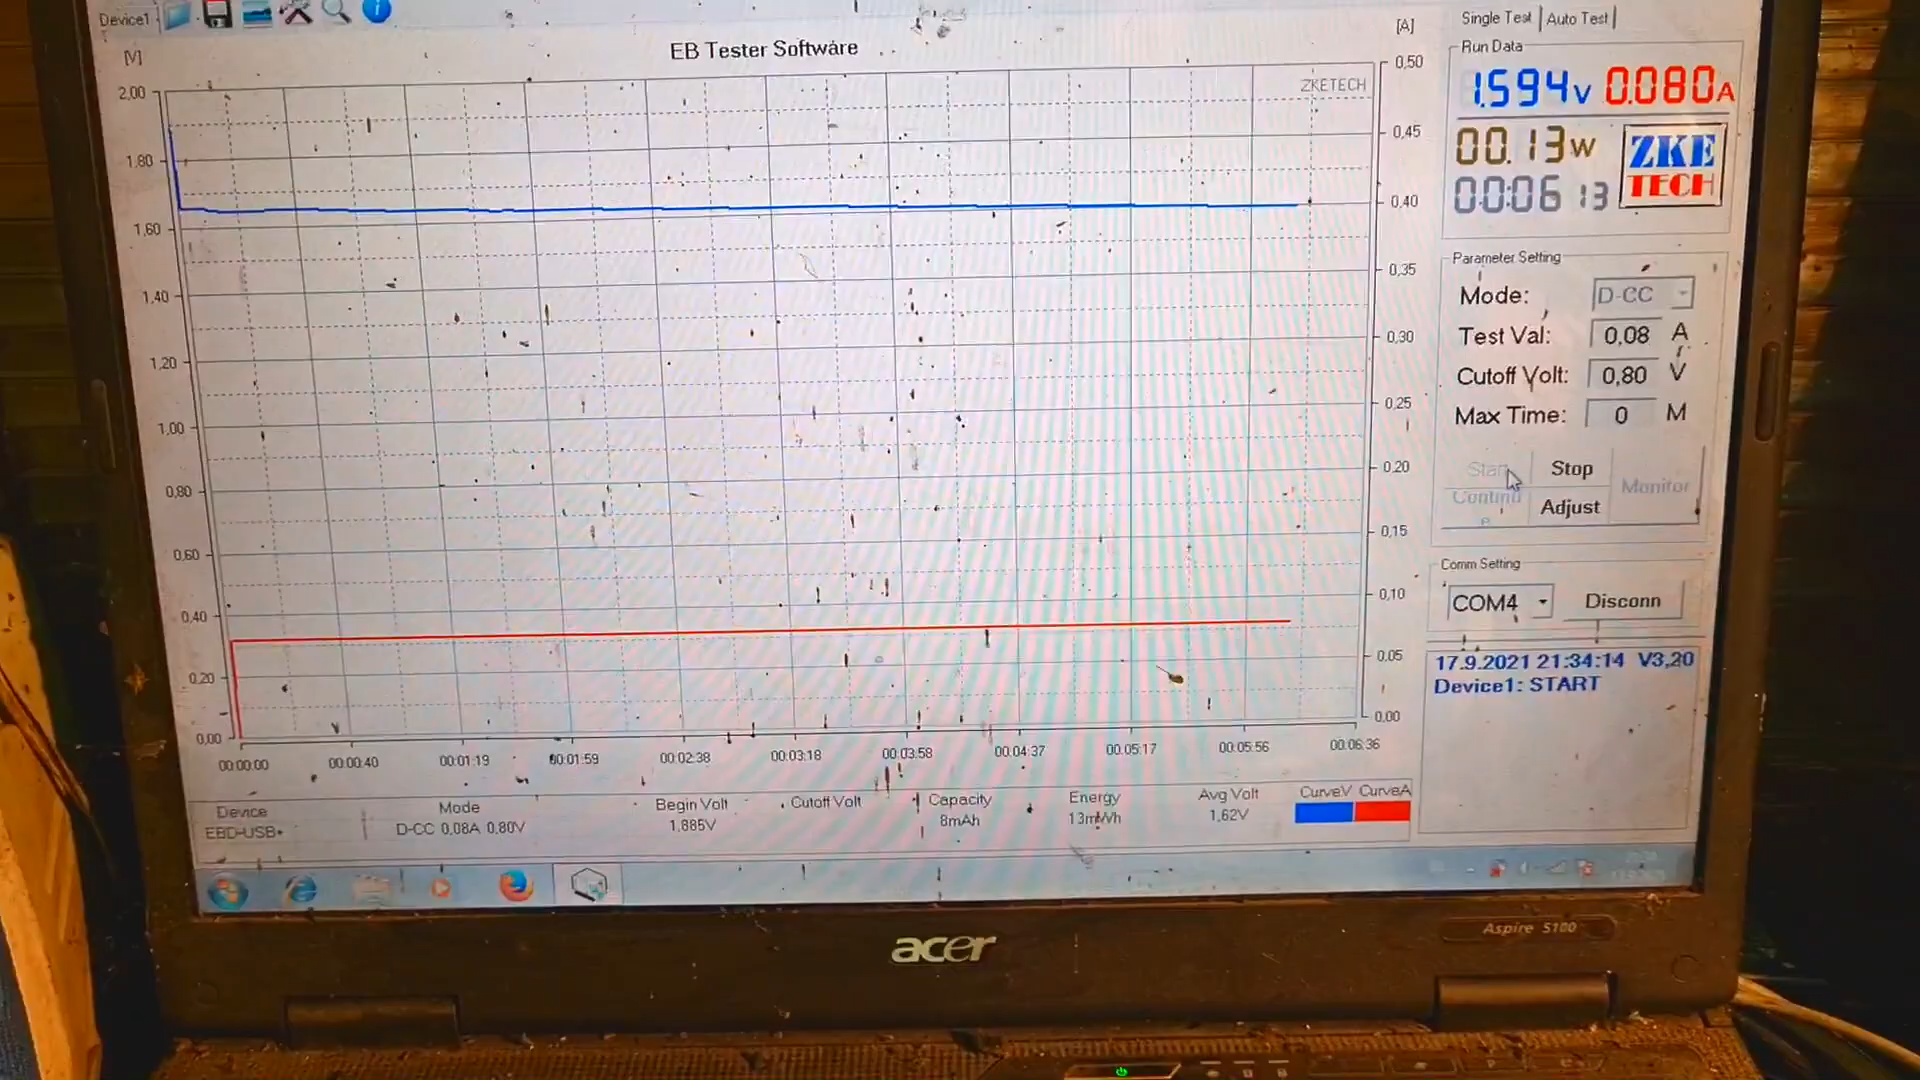 Device1
EB Tester Software
[V]
[A]
ZKETECH
2,00
1,80
1,60
1,40
1,20
1,00
0,80
0,60
0,40
0,20
0,00
0,50
0,45
0,40
0,35
0,30
0,25
0,20
0,15
0,10
0,05
0,00
00:00:00
00:00:40
00:01:19
00:01:59
00:02:38
00:03:18
00:03:58
00:04:37
00:05:17
00:05:56
00:06:36
Device
EBD-USB+
Mode
D-CC 0,08A 0,80V
Begin Volt
1,885V
Cutoff Volt
Capacity
8mAh
Energy
13mWh
Avg Volt
1,62V
CurveV CurveA
Single Test Auto Test
Run Data
1.594V 0.080A
00.13W
00:06 13
ZKE
TECH
Parameter Setting
Mode: D-CC
Test Val: 0,08 A
Cutoff Volt: 0,80 V
Max Time: 0 M
Start Stop
Continue Adjust
Monitor
Comm Setting
COM4 Disconn
17.9.2021 21:34:14 V3,20
Device1: START
acer
Aspire 5100